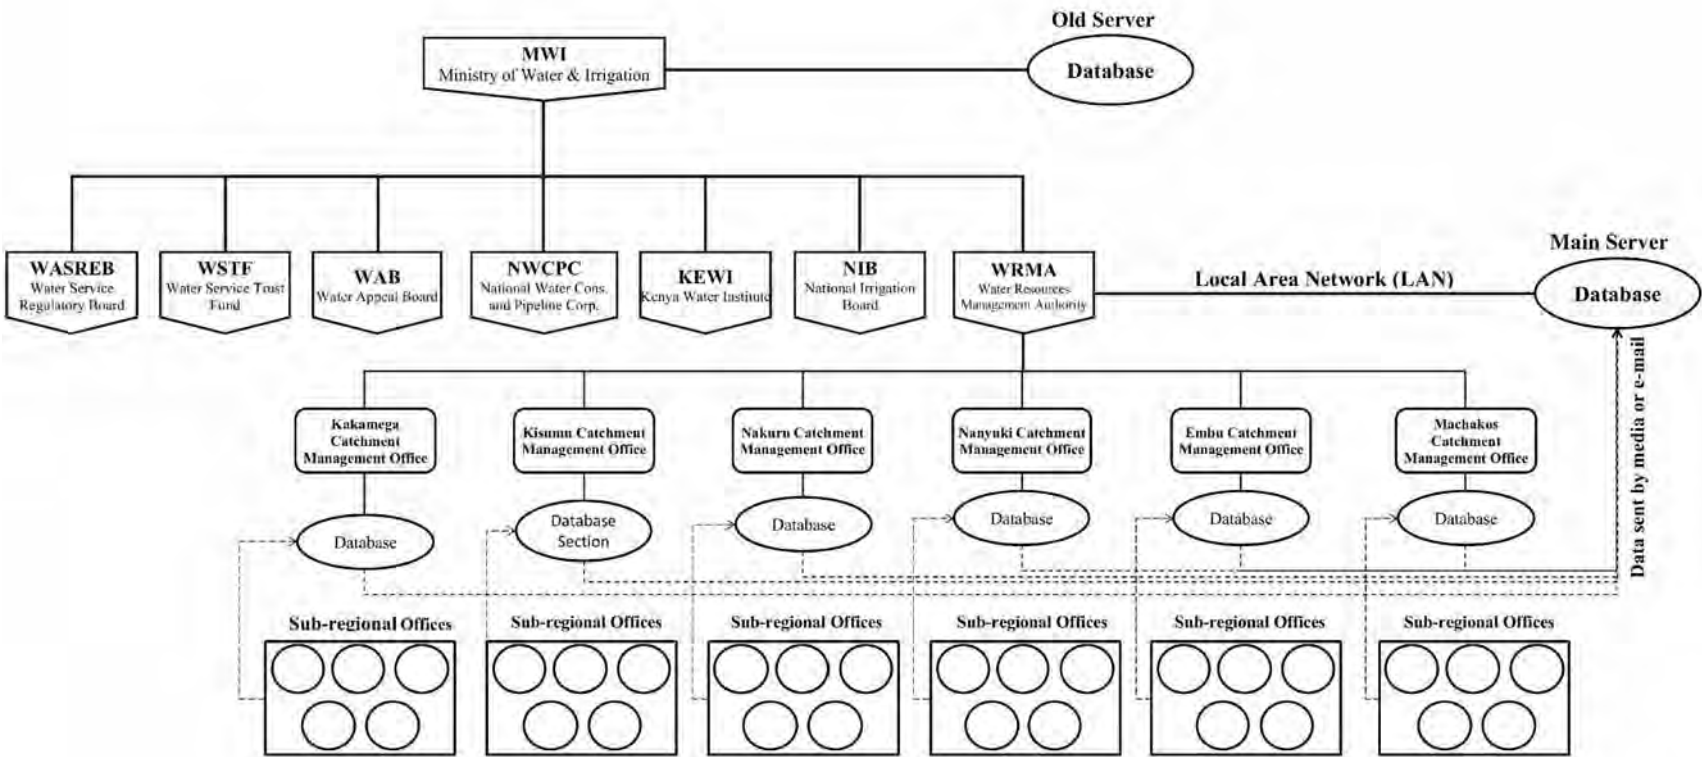 Old Server
MWI
Ministry of Water & Irrigation
Database
WASREB
Water Service
Regulatory Board
WSTF
Water Service Trust
Fund
WAB
Water Appeal Board
NWCPC
National Water Cons.
and Pipeline Corp.
KEWI
Kenya Water Institute
NIB
National Irrigation
Board
WRMA
Water Resources
Management Authority
Local Area Network (LAN)
Main Server
Database
Data sent by media or e-mail
Kakamega
Catchment
Management Office
Kisumu Catchment
Management Office
Nakuru Catchment
Management Office
Nanyuki Catchment
Management Office
Embu Catchment
Management Office
Machakos
Catchment
Management Office
Database
Database
Section
Database
Database
Database
Database
Sub-regional Offices
Sub-regional Offices
Sub-regional Offices
Sub-regional Offices
Sub-regional Offices
Sub-regional Offices